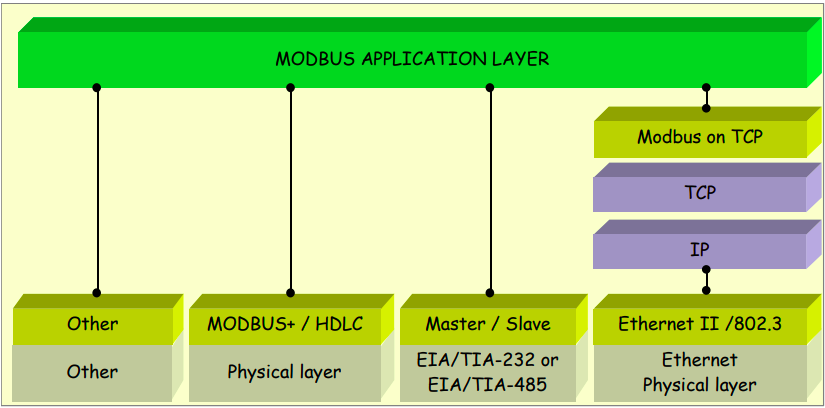 MODBUS APPLICATION LAYER
Modbus on TCP
TCP
IP
Other
MODBUS+ / HDLC
Master / Slave
Ethernet II /802.3
Other
Physical layer
EIA/TIA-232 or
EIA/TIA-485
Ethernet
Physical layer